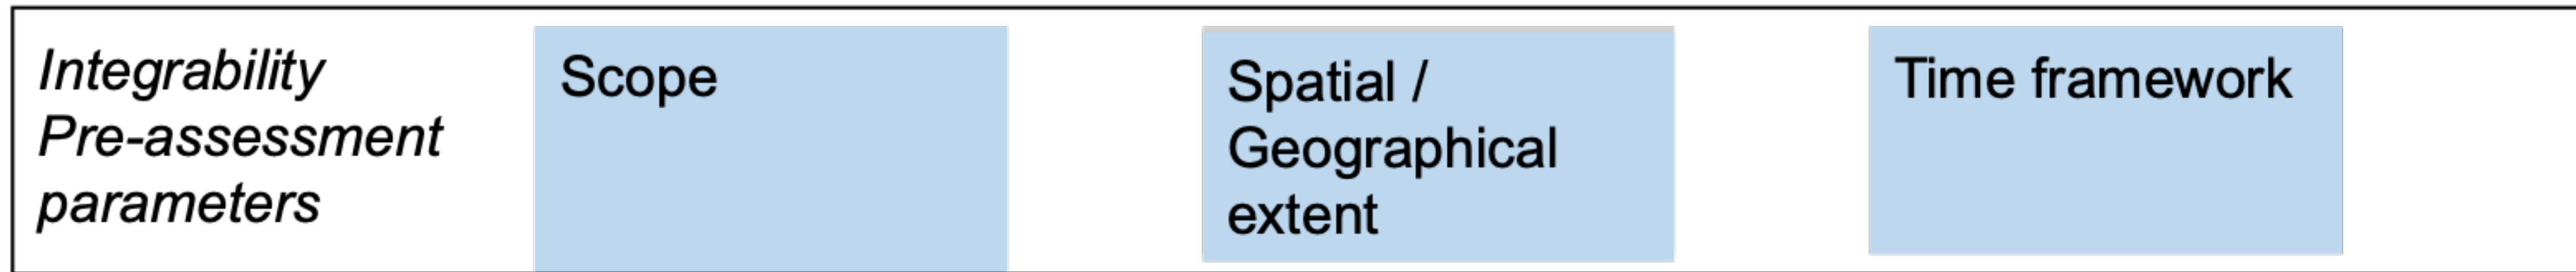 Integrability
Pre-assessment
parameters
Scope
Spatial /
Geographical
extent
Time framework